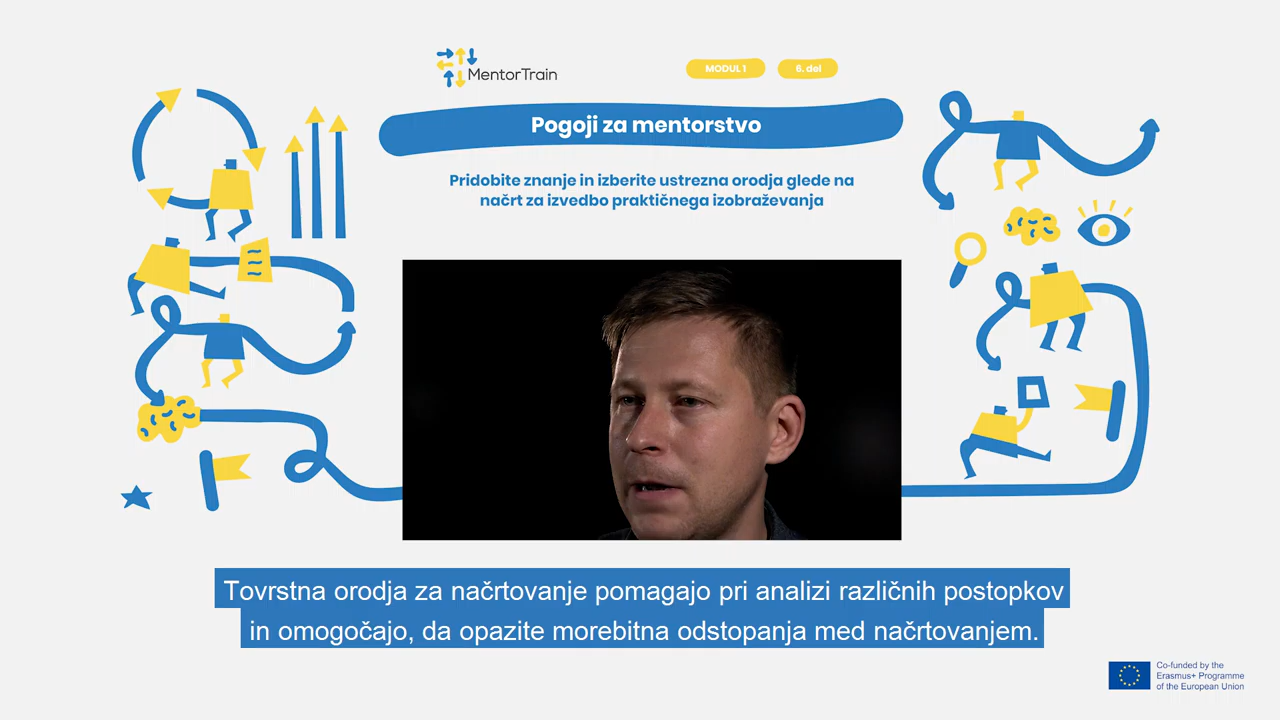 MentorTrain
MODUL 1
6. del
Pogoji za mentorstvo
Pridobite znanje in izberite ustrezna orodja glede na
načrt za izvedbo praktičnega izobraževanja
Tovrstna orodja za načrtovanje pomagajo pri analizi različnih postopkov
in omogočajo, da opazite morebitna odstopanja med načrtovanjem.
Co-funded by the
Erasmus+ Programme
of the European Union